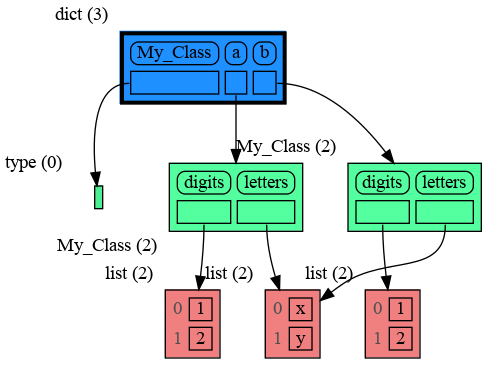 dict (3)
My_Class a b
My_Class (2)
type (0)
digits letters
digits letters
My_Class (2)
list (2)
list (2)
list (2)
0 1
1 2
0 x
1 y
0 1
1 2